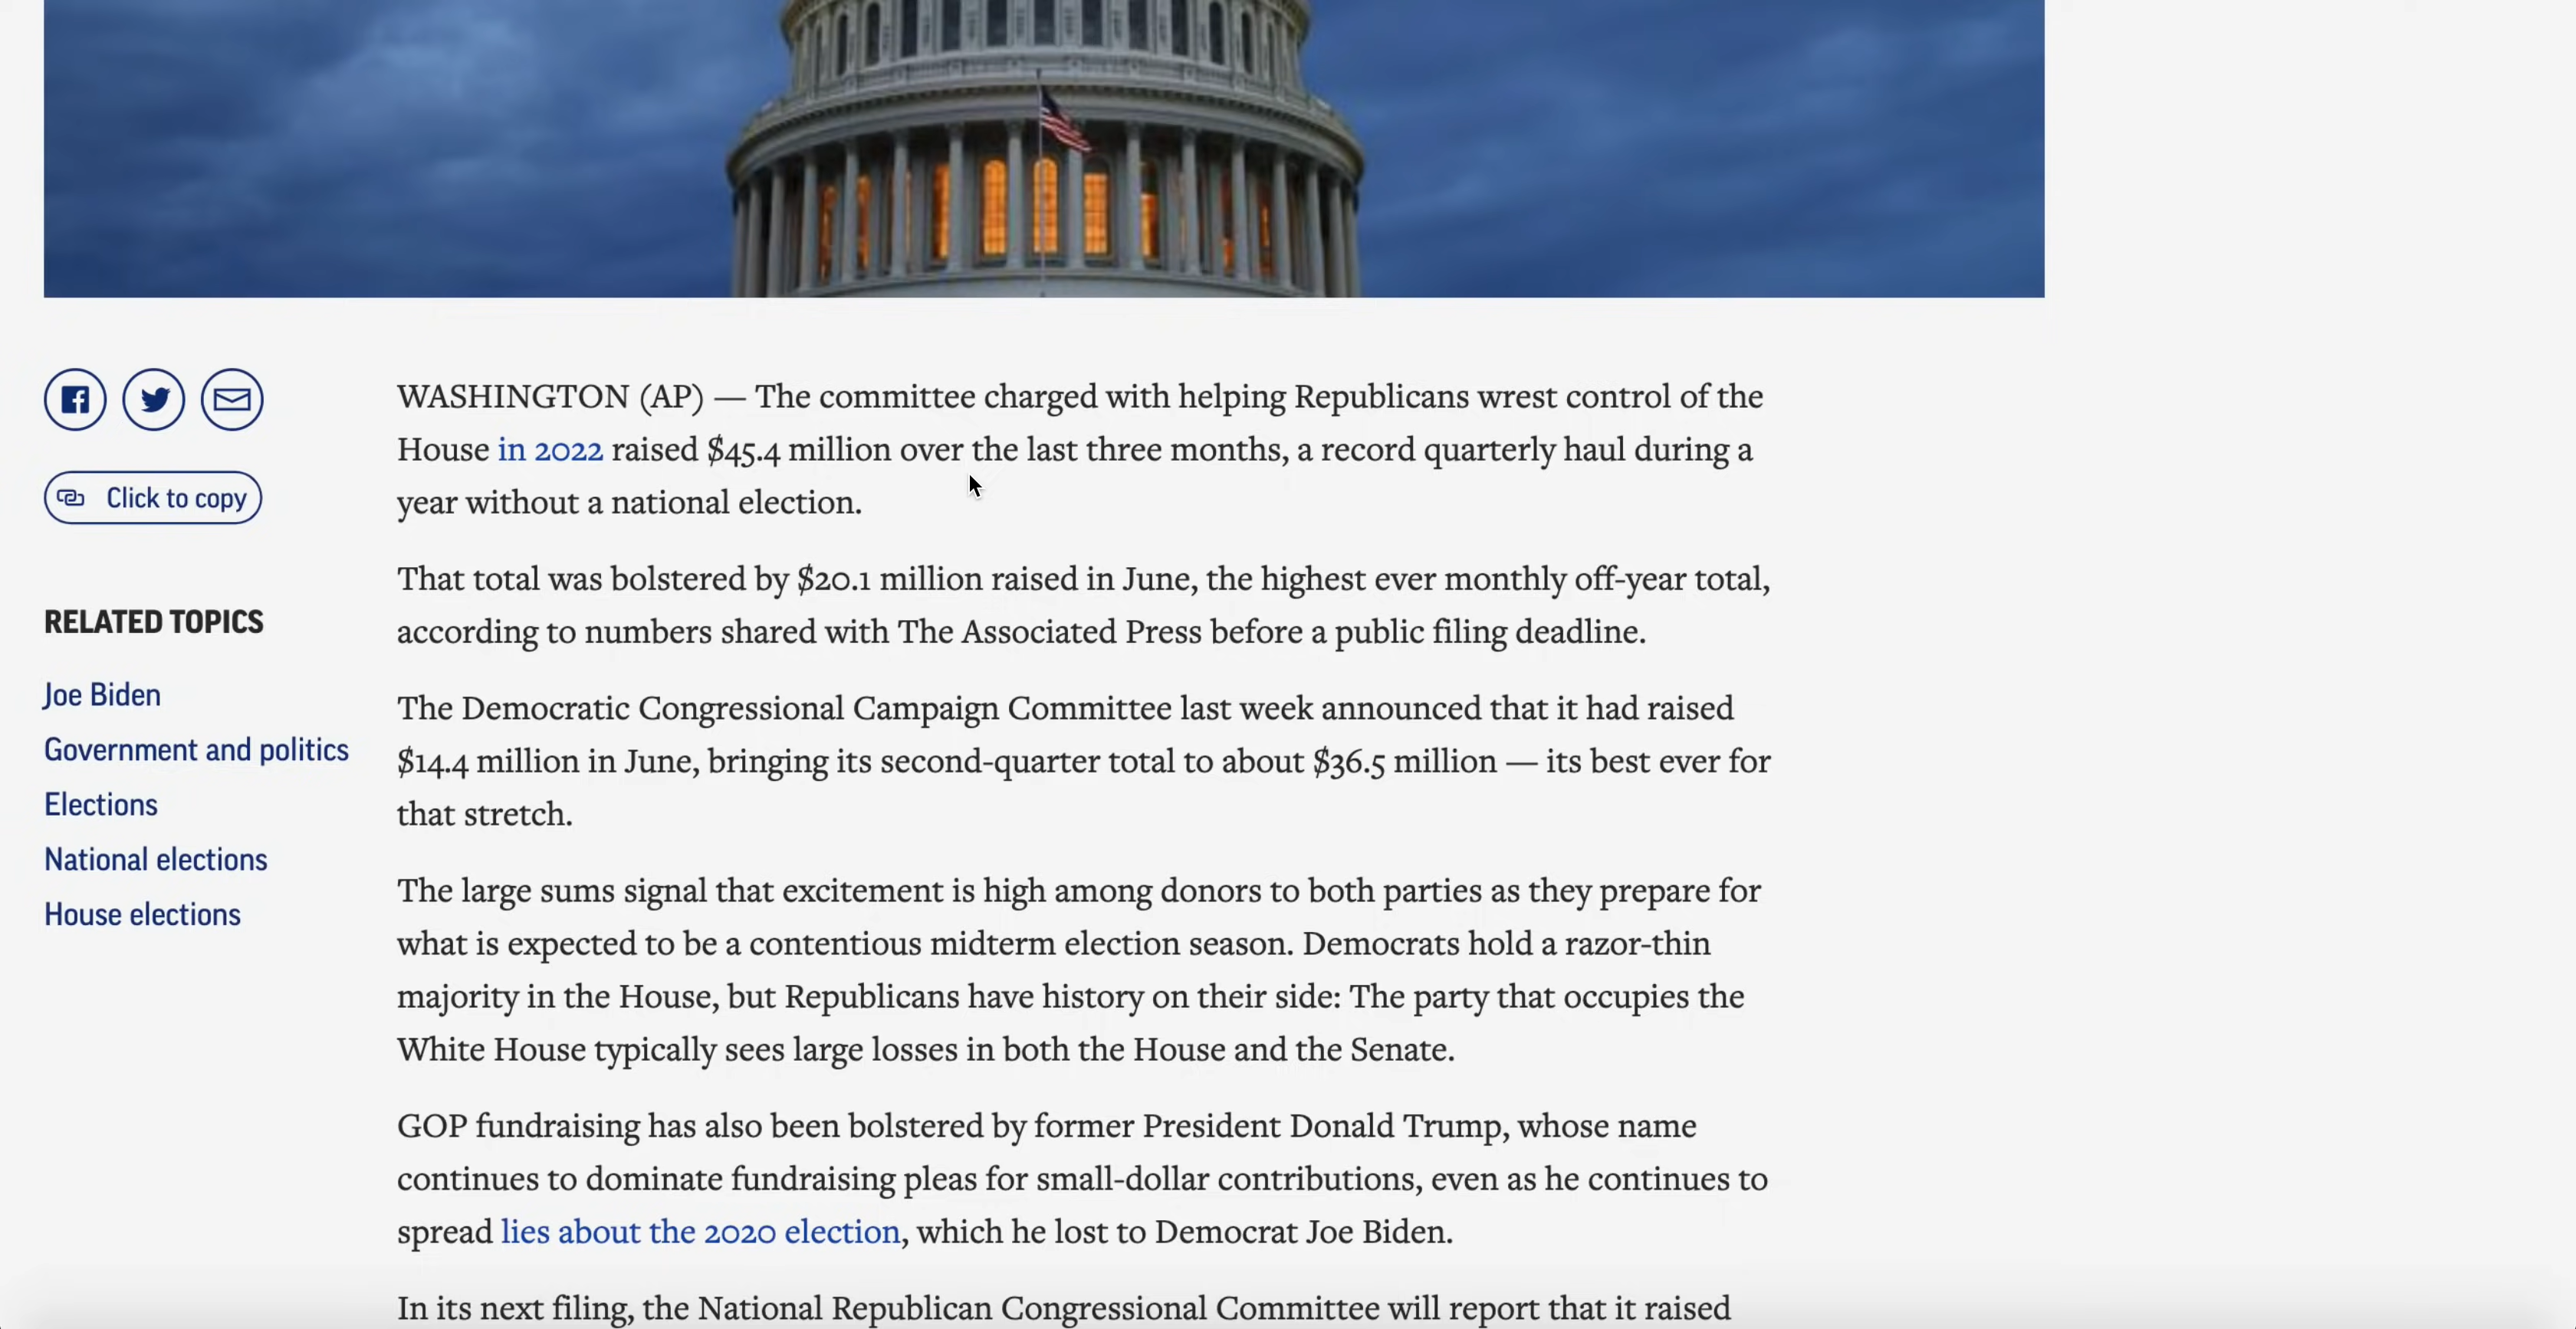 Click to copy
RELATED TOPICS
Joe Biden
Government and politics
Elections
National elections
House elections
WASHINGTON (AP) — The committee charged with helping Republicans wrest control of the
House in 2022 raised $45.4 million over the last three months, a record quarterly haul during a
year without a national election.
That total was bolstered by $20.1 million raised in June, the highest ever monthly off-year total,
according to numbers shared with The Associated Press before a public filing deadline.
The Democratic Congressional Campaign Committee last week announced that it had raised
$14.4 million in June, bringing its second-quarter total to about $36.5 million — its best ever for
that stretch.
The large sums signal that excitement is high among donors to both parties as they prepare for
what is expected to be a contentious midterm election season. Democrats hold a razor-thin
majority in the House, but Republicans have history on their side: The party that occupies the
White House typically sees large losses in both the House and the Senate.
GOP fundraising has also been bolstered by former President Donald Trump, whose name
continues to dominate fundraising pleas for small-dollar contributions, even as he continues to
spread lies about the 2020 election, which he lost to Democrat Joe Biden.
In its next filing, the National Republican Congressional Committee will report that it raised